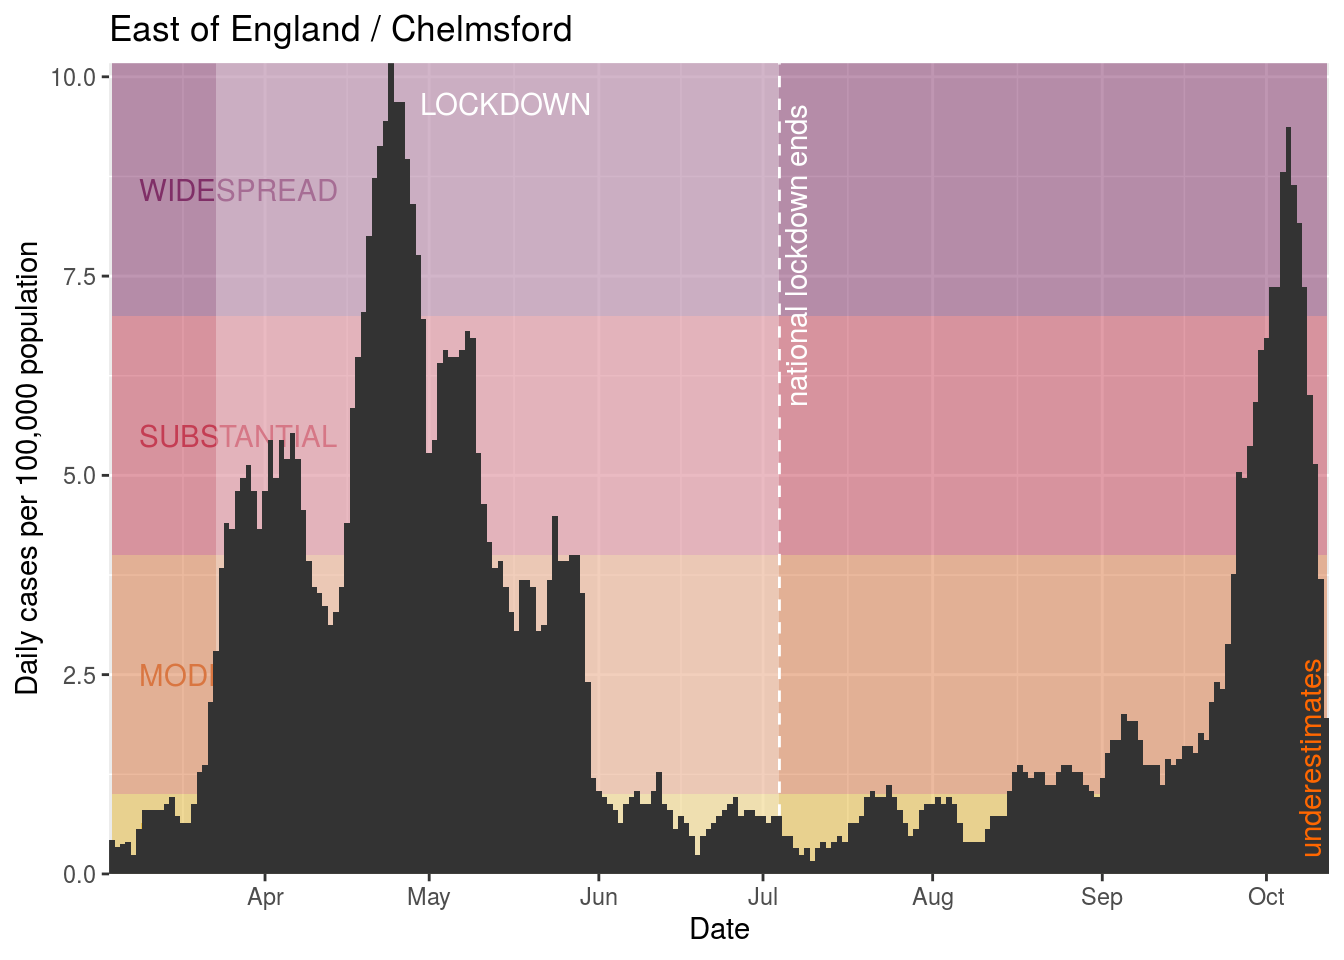 East of England / Chelmsford
10.0
LOCKDOWN
WIDESPREAD
national lockdown ends
7.5
SUBSTANTIAL
5.0
2.5
underestimates
0.0
Daily cases per 100,000 population
Apr May Jun Jul Aug Sep Oct
Date